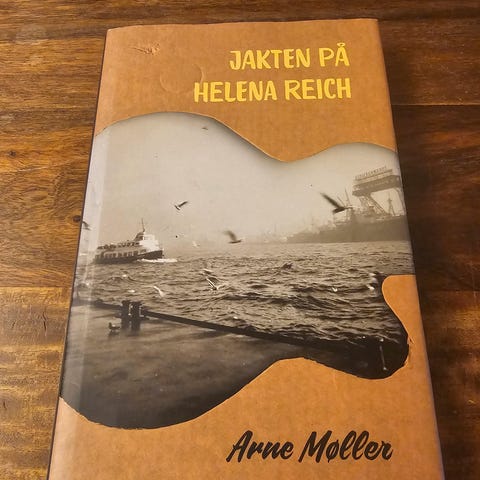 JAKTEN PÅ
HELENA REICH
Arne Møller